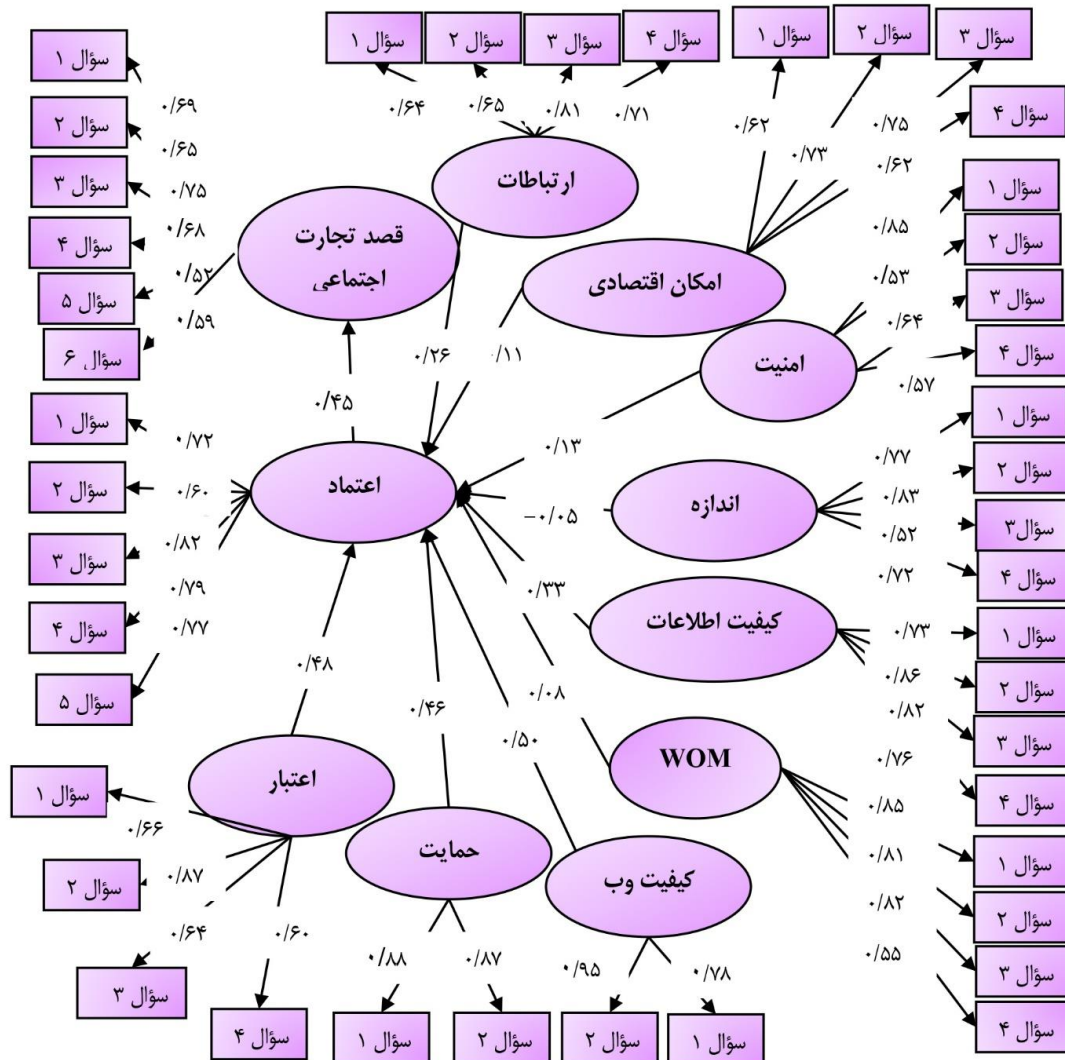 سؤال ۱
سؤال ۲
سؤال ۳
سؤال ۴
سؤال ۱
سؤال ۲
سؤال ۳
سؤال ۴
۰/۶۴
۰/۶۵
۰/۸۱
۰/۷۱
۰/۶۲
۰/۷۳
۰/۷۵
۰/۶۲
ارتباطات
امکان اقتصادی
سؤال ۱
سؤال ۲
سؤال ۳
سؤال ۴
سؤال ۵
سؤال ۶
۰/۶۹
۰/۶۵
۰/۷۵
۰/۶۸
۰/۵۲
۰/۵۹
قصد تجارت
اجتماعی
سؤال ۱
سؤال ۲
سؤال ۳
سؤال ۴
۰/۸۵
۰/۵۳
۰/۶۴
۰/۵۷
امنیت
۰/۴۵
۰/۲۶
۰/۱۱
۰/۱۳
سؤال ۱
سؤال ۲
سؤال ۳
سؤال ۴
سؤال ۵
۰/۷۲
۰/۶۰
۰/۸۲
۰/۷۹
۰/۷۷
اعتماد
−۰/۰۵
اندازه
۰/۷۷
۰/۸۳
۰/۵۲
۰/۷۲
سؤال ۱
سؤال ۲
سؤال۳
سؤال ۴
۰/۳۳
کیفیت اطلاعات
۰/۷۳
۰/۸۶
۰/۸۲
۰/۷۶
سؤال ۱
سؤال ۲
سؤال ۳
سؤال ۴
۰/۴۸
۰/۴۶
۰/۵۰
۰/۰۸
WOM
۰/۸۵
۰/۸۱
۰/۸۲
۰/۵۵
سؤال ۱
سؤال ۲
سؤال ۳
سؤال ۴
اعتبار
سؤال ۱
سؤال ۲
سؤال ۳
سؤال ۴
۰/۶۶
۰/۸۷
۰/۶۴
۰/۶۰
حمایت
۰/۸۸
۰/۸۷
سؤال ۱
سؤال ۲
کیفیت وب
۰/۹۵
۰/۷۸
سؤال ۲
سؤال ۱